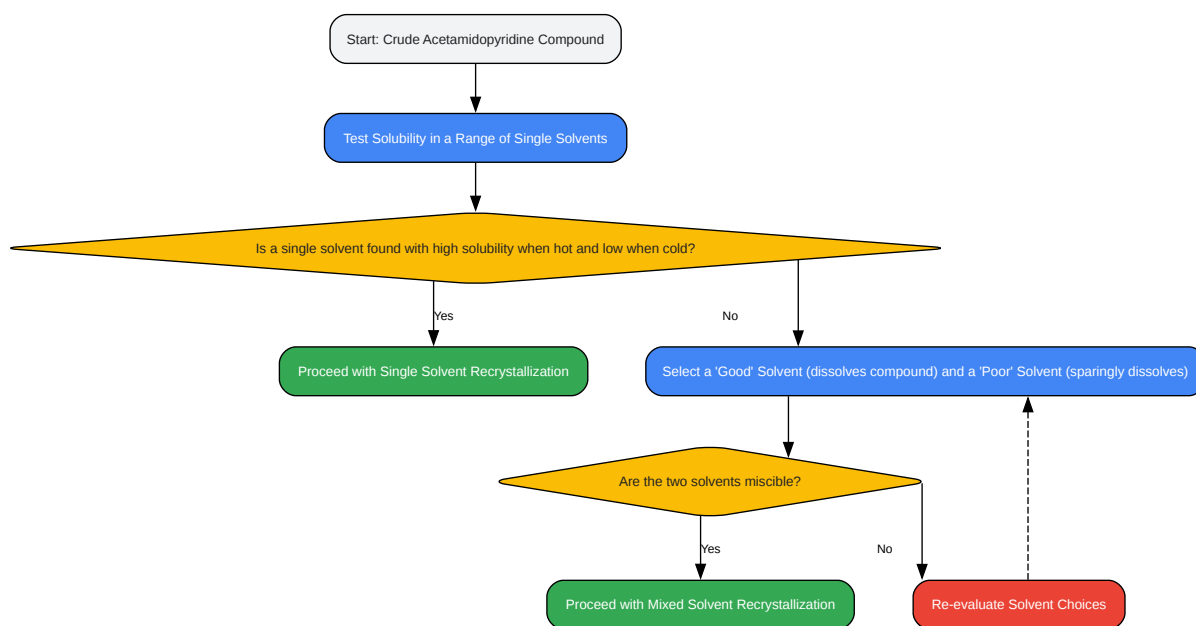 Start: Crude Acetamidopyridine Compound
Test Solubility in a Range of Single Solvents
Is a single solvent found with high solubility when hot and low when cold?
Yes
No
Proceed with Single Solvent Recrystallization
Select a 'Good' Solvent (dissolves compound) and a 'Poor' Solvent (sparingly dissolves)
Are the two solvents miscible?
Yes
No
Proceed with Mixed Solvent Recrystallization
Re-evaluate Solvent Choices